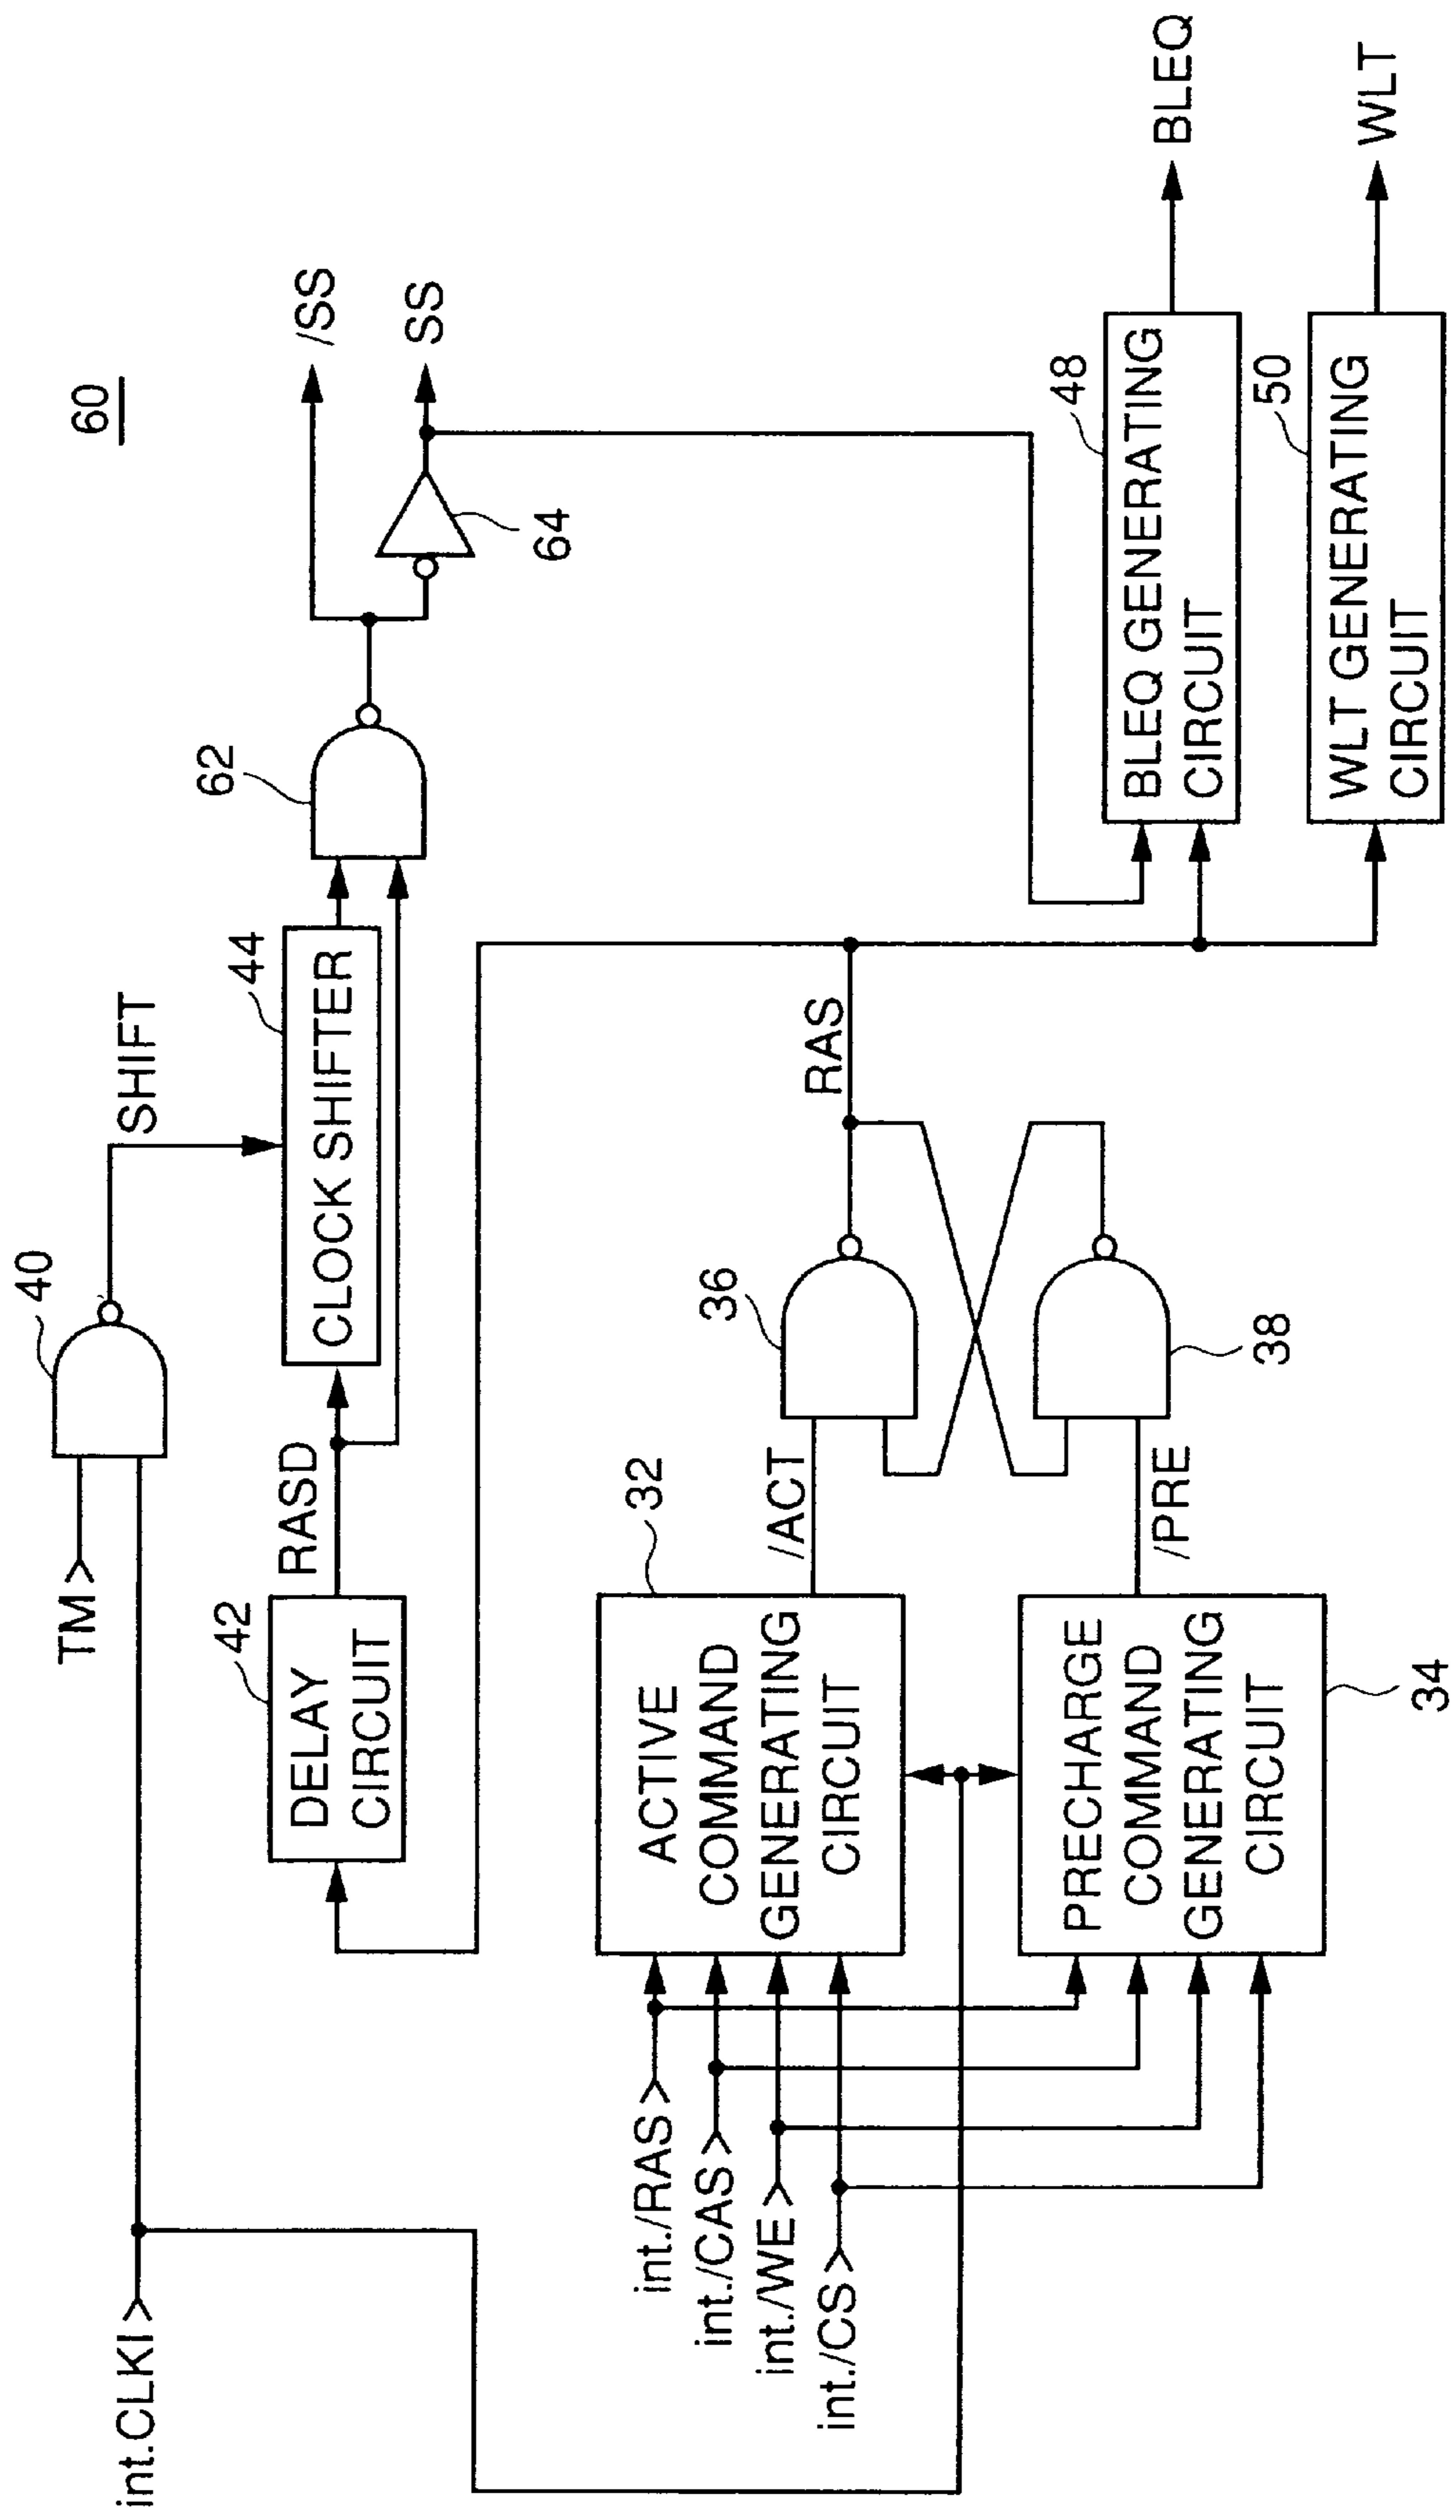 60
int.CLKI
TM
40
SHIFT
42
DELAY
CIRCUIT
RASD
44
CLOCK SHIFTER
62
/SS
SS
64
int./RAS
int./CAS
int./WE
int./CS
32
ACTIVE
COMMAND
GENERATING
CIRCUIT
/ACT
36
RAS
PRECHARGE
COMMAND
GENERATING
CIRCUIT
34
/PRE
38
48
BLEQ GENERATING
CIRCUIT
BLEQ
50
WLT GENERATING
CIRCUIT
WLT